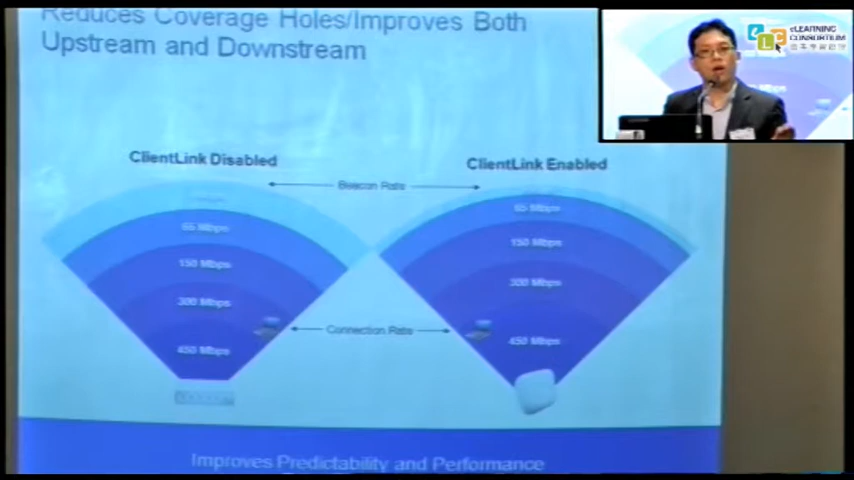 Reduces Coverage Holes/Improves Both
Upstream and Downstream
eLEARNING
CONSORTIUM
ClientLink Disabled
ClientLink Enabled
Beacon Rate
65 Mbps
65 Mbps
150 Mbps
150 Mbps
300 Mbps
300 Mbps
Connection Rate
450 Mbps
450 Mbps
Improves Predictability and Performance